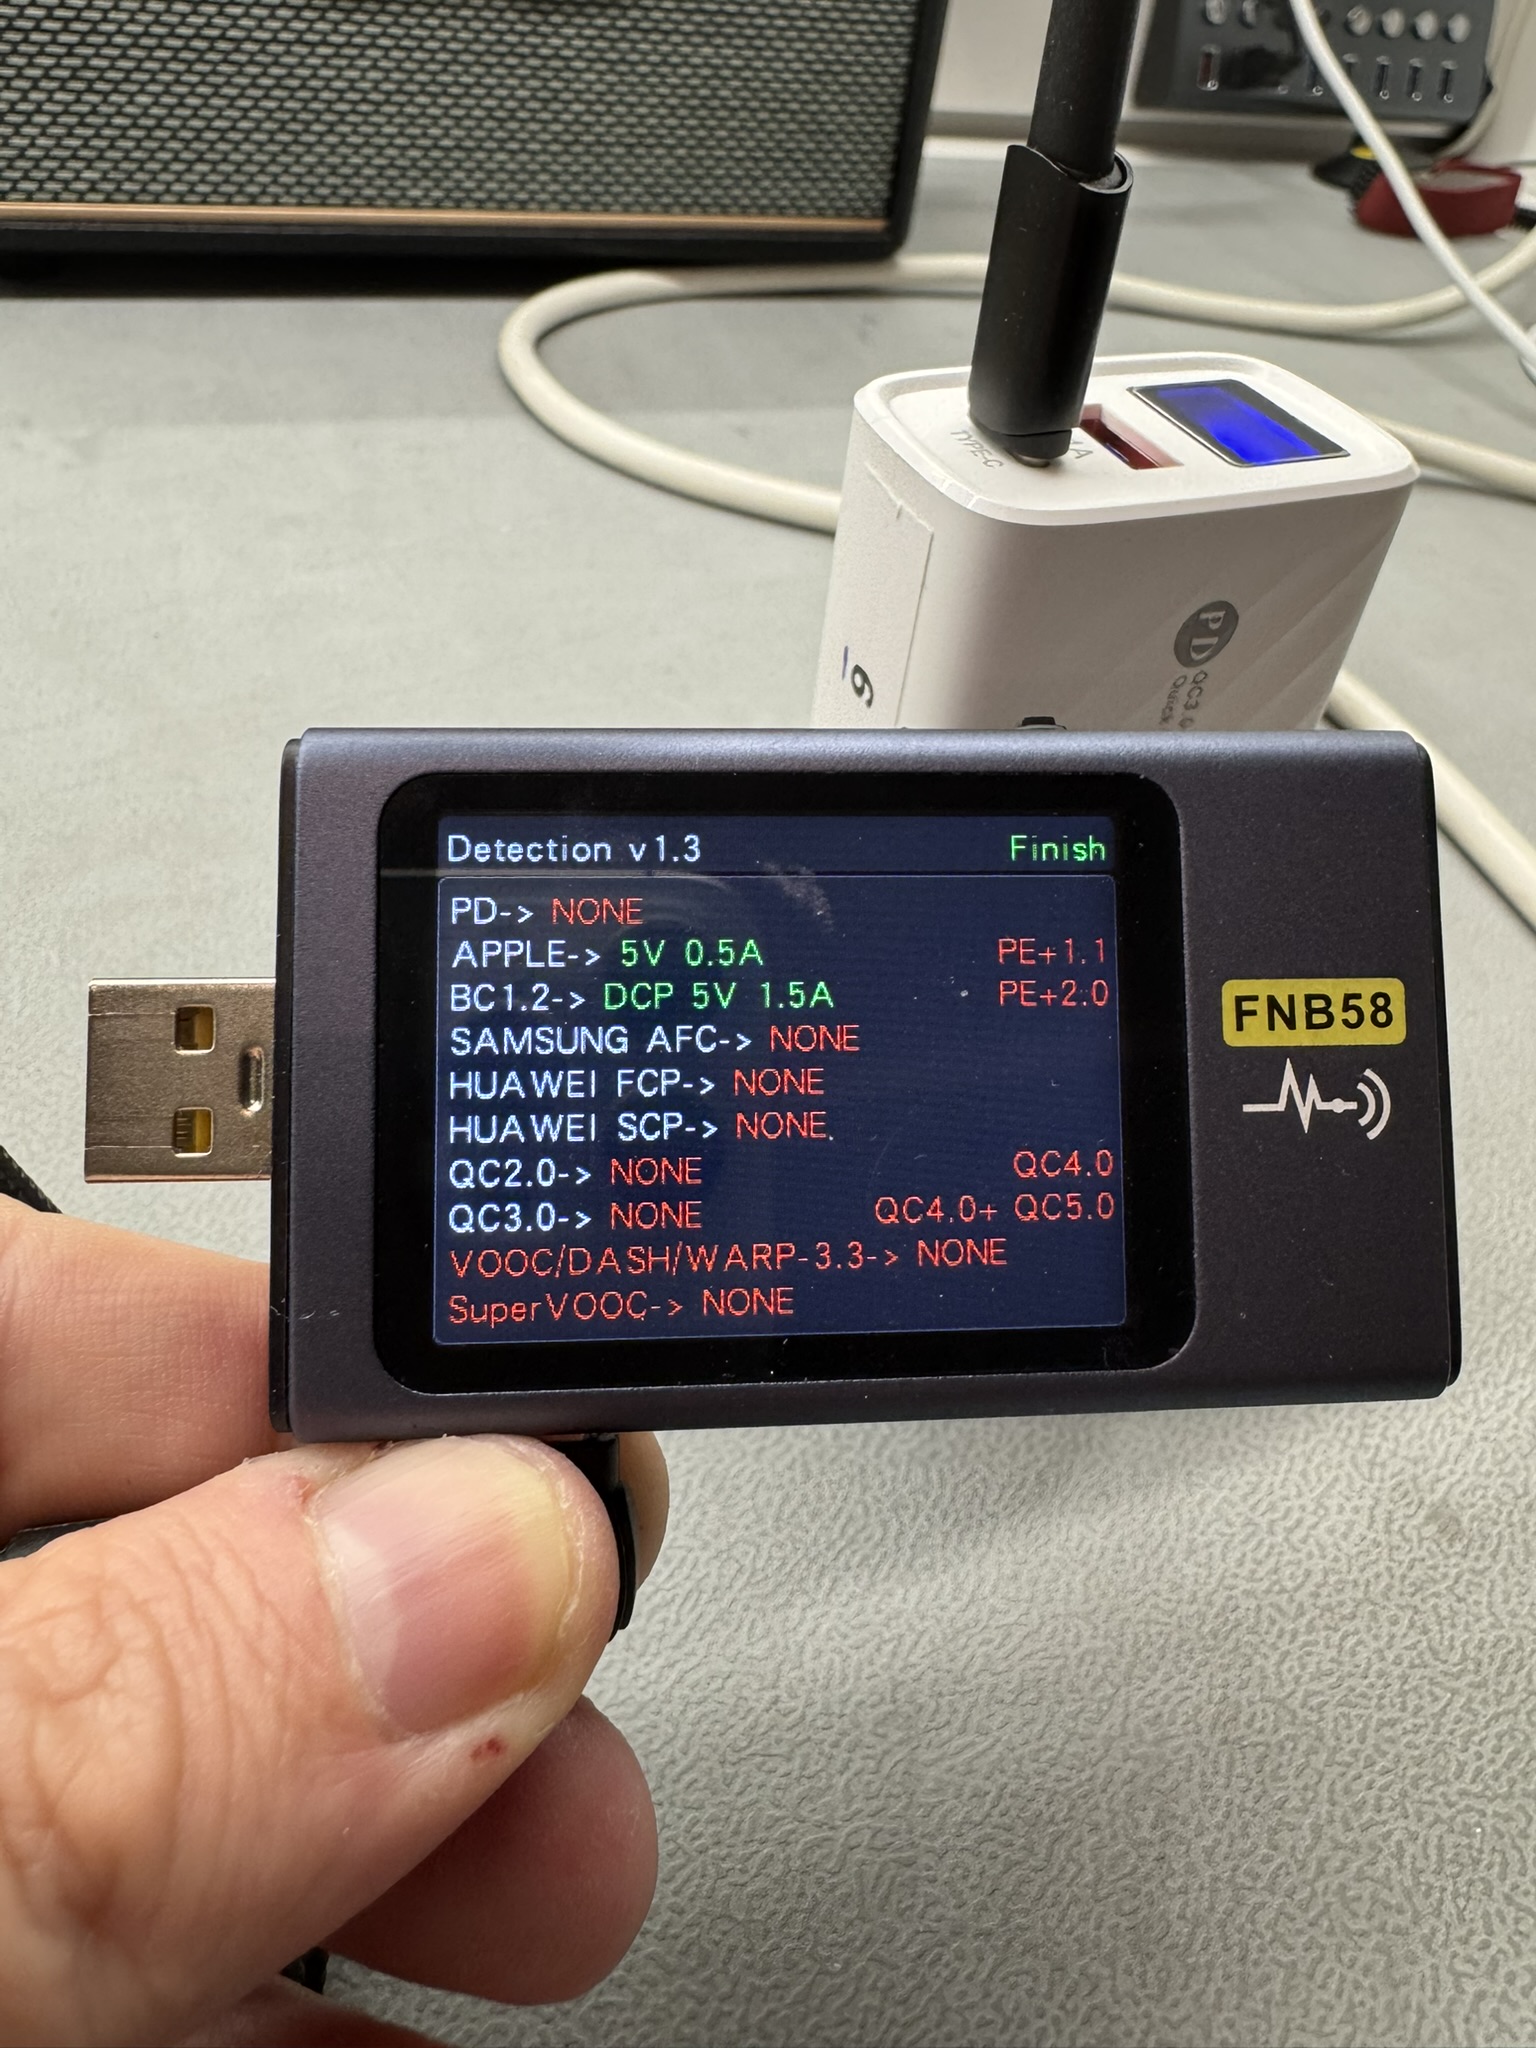 TYPE-C
A
PD
QC3.0
Quick
6
Detection v1.3 Finish
PD-> NONE
APPLE-> 5V 0.5A PE+1.1
BC1.2-> DCP 5V 1.5A PE+2.0
SAMSUNG AFC-> NONE
HUAWEI FCP-> NONE
HUAWEI SCP-> NONE
QC2.0-> NONE QC4.0
QC3.0-> NONE QC4.0+ QC5.0
VOOC/DASH/WARP-3.3-> NONE
SuperVOOC-> NONE
FNB58